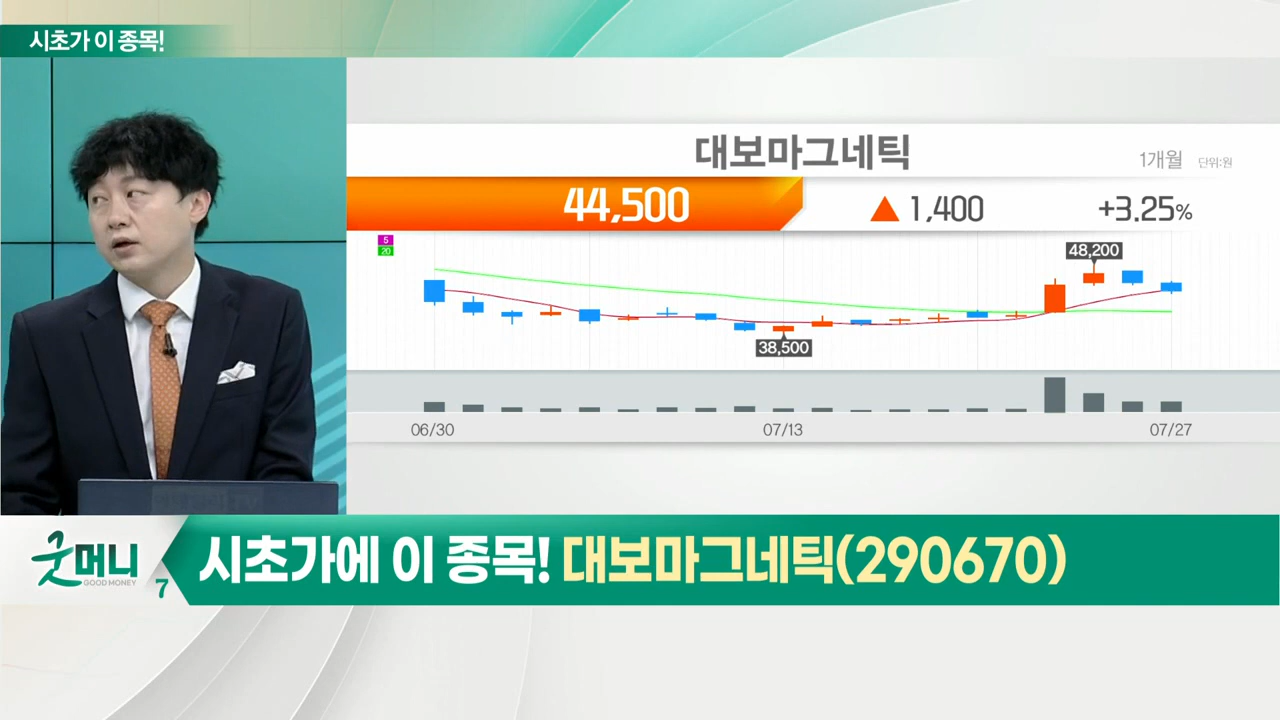 시초가 이 종목!
대보마그네틱
1개월 단위:원
44,500 ▲ 1,400 +3.25%
5
20
48,200
38,500
06/30 07/13 07/27
굿머니
GOOD MONEY
7
시초가에 이 종목! 대보마그네틱(290670)